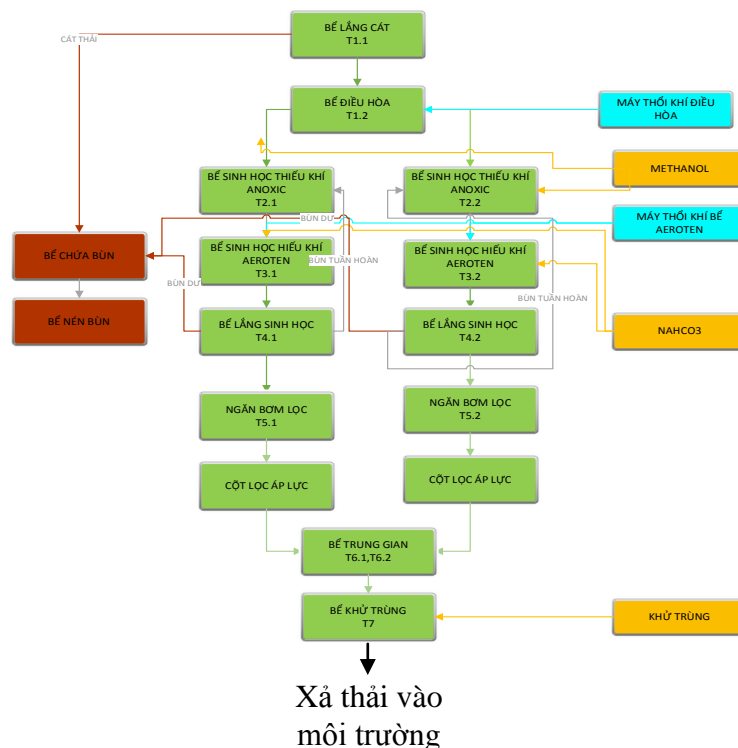 BỂ LẮNG CÁT
T1.1
CÁT THẢI
BỂ ĐIỀU HÒA
T1.2
MÁY THỔI KHÍ ĐIỀU
HÒA
BỂ SINH HỌC THIẾU KHÍ
ANOXIC
T2.1
BỂ SINH HỌC THIẾU KHÍ
ANOXIC
T2.2
METHANOL
BÙN DƯ
MÁY THỔI KHÍ BỂ
AEROTEN
BỂ CHỨA BÙN
BỂ SINH HỌC HIẾU KHÍ
AEROTEN
T3.1
BÙN TUẦN HOÀN
BỂ SINH HỌC HIẾU KHÍ
AEROTEN
T3.2
BÙN DƯ
BÙN TUẦN HOÀN
BỂ NÉN BÙN
BỂ LẮNG SINH HỌC
T4.1
BỂ LẮNG SINH HỌC
T4.2
NAHCO3
NGĂN BƠM LỌC
T5.1
NGĂN BƠM LỌC
T5.2
CỘT LỌC ÁP LỰC
CỘT LỌC ÁP LỰC
BỂ TRUNG GIAN
T6.1,T6.2
BỂ KHỬ TRÙNG
T7
KHỬ TRÙNG
Xả thải vào
môi trường